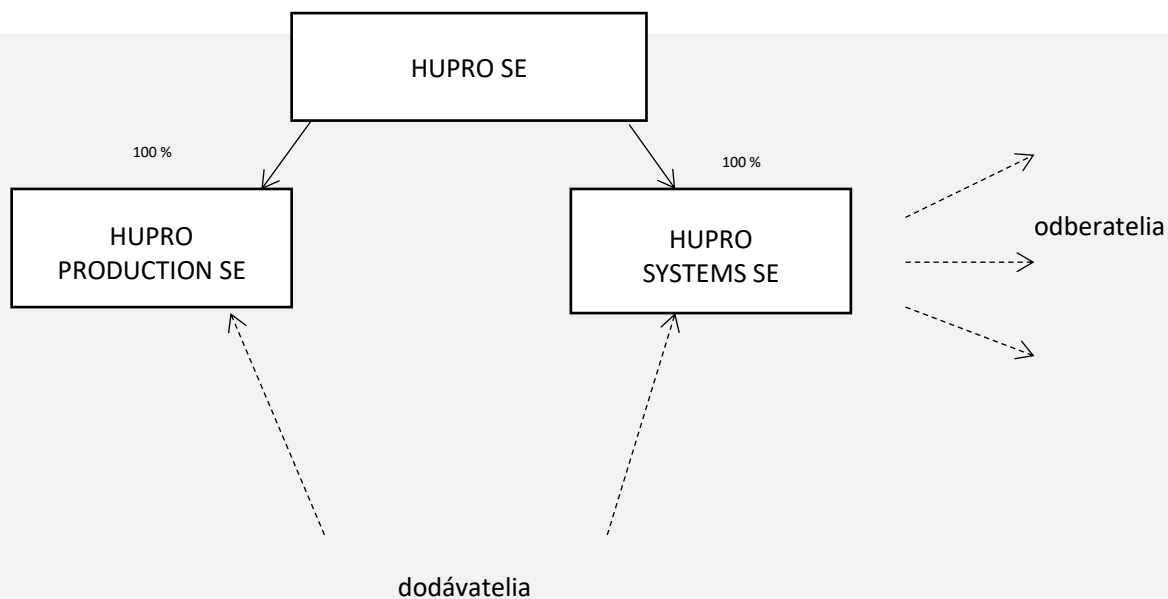 HUPRO SE
100 %
100 %
HUPRO
PRODUCTION SE
HUPRO
SYSTEMS SE
odberatelia
dodávatelia